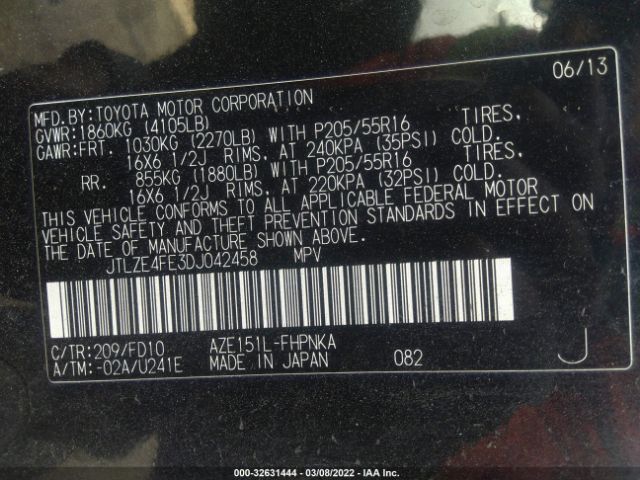 06/13
MFD.BY:TOYOTA MOTOR CORPORATION
GVWR:1860KG (4105LB)
GAWR:FRT. 1030KG (2270LB) WITH P205/55R16 TIRES,
16X6 1/2J RIMS, AT 240KPA (35PSI) COLD.
RR. 855KG (1880LB) WITH P205/55R16 TIRES,
16X6 1/2J RIMS, AT 220KPA (32PSI) COLD.
THIS VEHICLE CONFORMS TO ALL APPLICABLE FEDERAL MOTOR
VEHICLE SAFETY AND THEFT PREVENTION STANDARDS IN EFFECT ON
THE DATE OF MANUFACTURE SHOWN ABOVE.
JTLZE4FE3DJ042458 MPV
C/TR:209/FD10 AZE151L-FHPNKA
A/TM:-02A/U241E MADE IN JAPAN 082 J
000-32631444 - 03/08/2022 - IAA Inc.